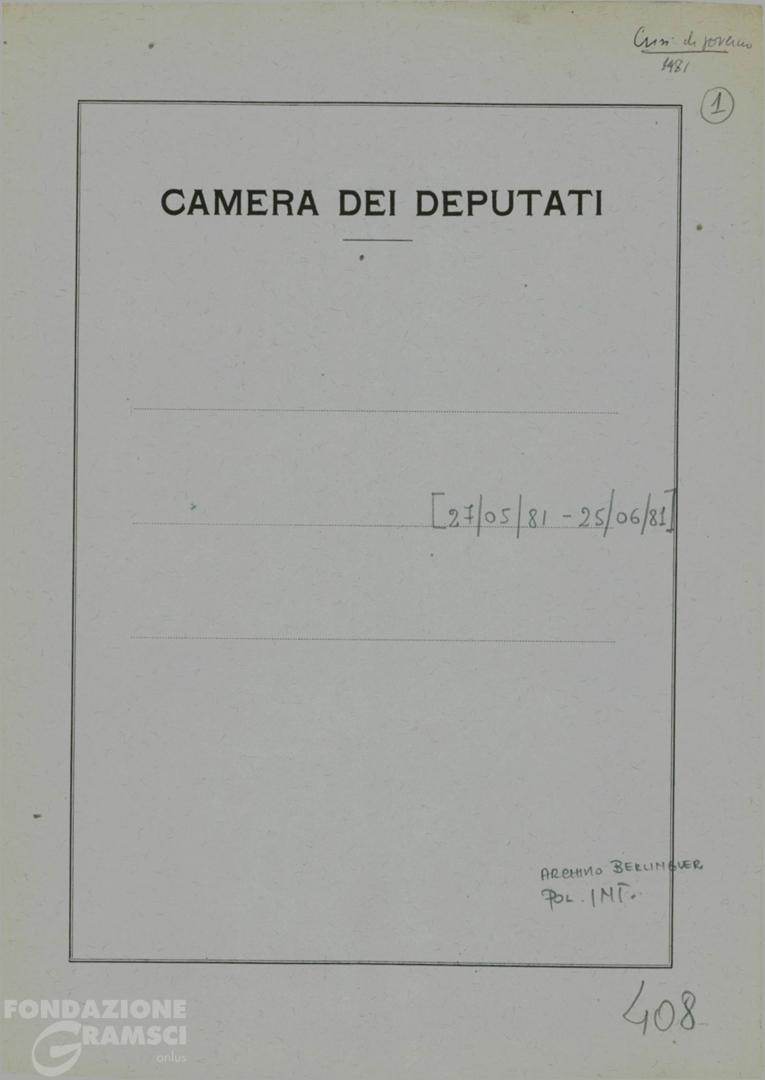 Crisi di governo
1981
1
CAMERA DEI DEPUTATI
[27/05/81 - 25/06/81]
ARCHIVIO BERLINGUER
POL. INT.
408
FONDAZIONE
GRAMSCI
onlus